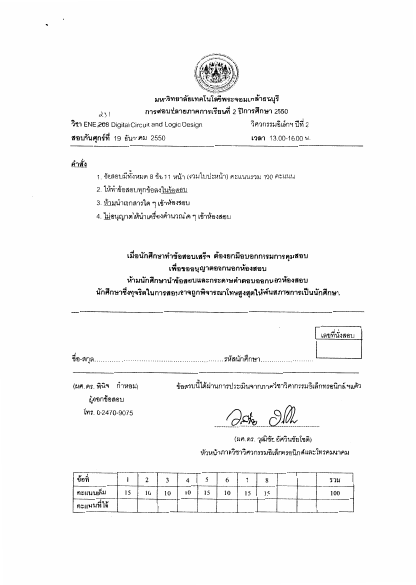 มหาวิทยาลัยเทคโนโลยีพระจอมเกล้าธนบุรี
การสอบปลายภาคการเรียนที่ 2 ปีการศึกษา 2550
231
วิชา ENE 208 Digital Circuit and Logic Design วิศวกรรมอิเล็กฯ ปีที่ 2
สอบวันศุกร์ที่ 19 ธันวาคม 2550 เวลา 13.00-16.00 น.
คำสั่ง
1. ข้อสอบมีทั้งหมด 8 ข้อ 11 หน้า (รวมใบปะหน้า) คะแนนรวม 100 คะแนน
2. ให้ทำข้อสอบทุกข้อลงในข้อสอบ
3. ห้ามนำเอกสารใด ๆ เข้าห้องสอบ
4. ไม่อนุญาตให้นำเครื่องคำนวณใด ๆ เข้าห้องสอบ
เมื่อนักศึกษาทำข้อสอบเสร็จ ต้องยกมือบอกกรรมการคุมสอบ
เพื่อขออนุญาตออกนอกห้องสอบ
ห้ามนักศึกษานำข้อสอบและกระดาษคำตอบออกนอกห้องสอบ
นักศึกษาซึ่งทุจริตในการสอบ อาจถูกพิจารณาโทษสูงสุดให้พ้นสภาพการเป็นนักศึกษา
เลขที่นั่งสอบ
ชื่อ-สกุล รหัสนักศึกษา
(ผศ.ดร. พินิจ กำหอม) ข้อสอบนี้ได้ผ่านการประเมินจากภาควิชาวิศวกรรมอิเล็กทรอนิกส์ฯแล้ว
ผู้ออกข้อสอบ
โทร. 0-2470-9075
(ผศ.ดร. วุฒิชัย อัศวินชัยโชติ)
หัวหน้าภาควิชาวิศวกรรมอิเล็กทรอนิกส์และโทรคมนาคม
ข้อที่ 1 2 3 4 5 6 7 8 รวม
คะแนนเต็ม 15 10 10 10 15 10 15 15 100
คะแนนที่ได้